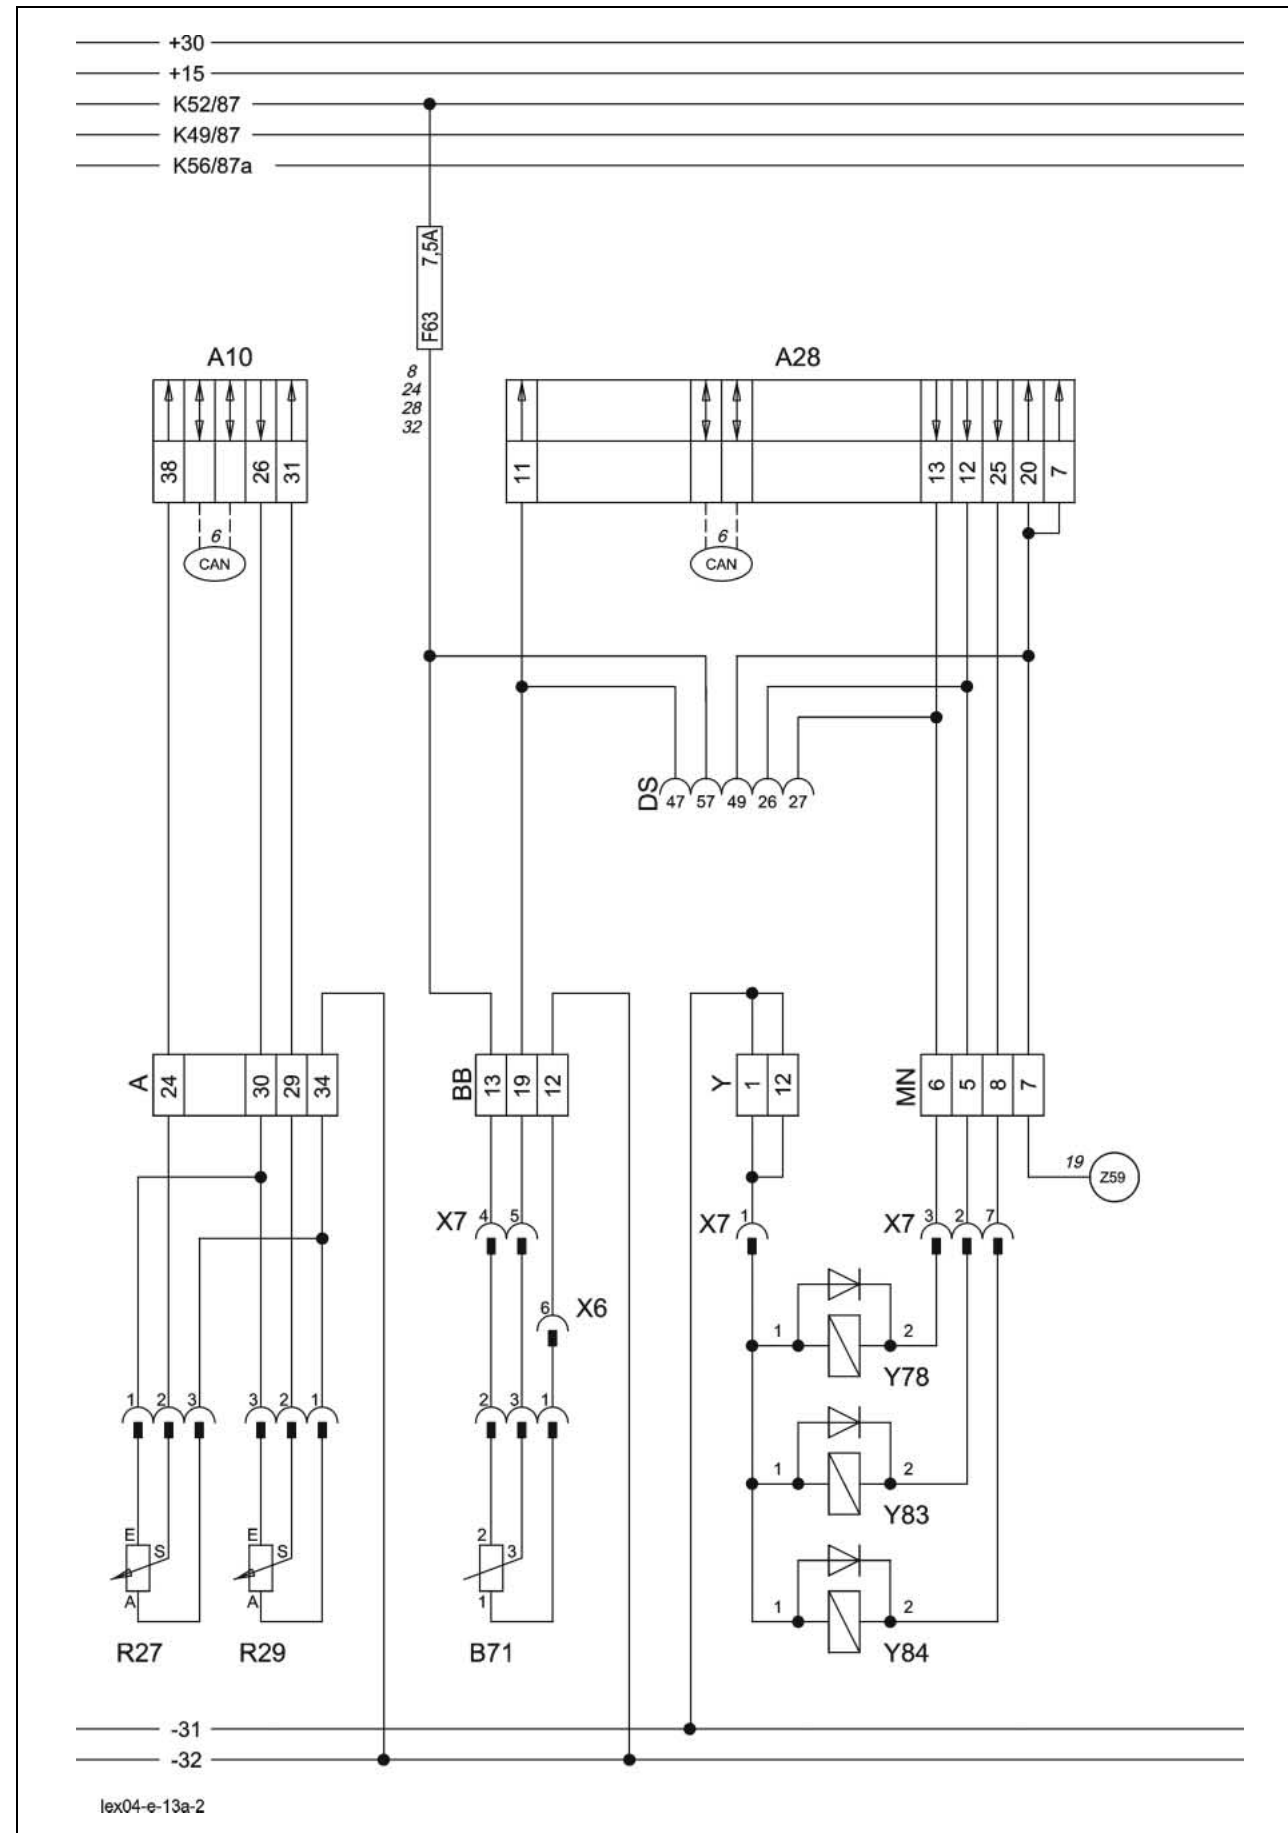 +30
+15
K52/87
K49/87
K56/87a
7,5A
F63
8
24
28
32
A10
A28
38 26 31
11 13 12 25 20 7
6 6
CAN CAN
DS
47 57 49 26 27
A 24 30 29 34
BB 13 19 12
Y 1 12
MN 6 5 8 7
19 Z59
X7 4 5
X7 1
X7 3 2 7
6 X6
1 2
Y78
1 2 3
3 2 1
2 3 1
1 2
Y83
E S A
E S A
2 3 1
1 2
R27 R29 B71 Y84
-31
-32
lex04-e-13a-2